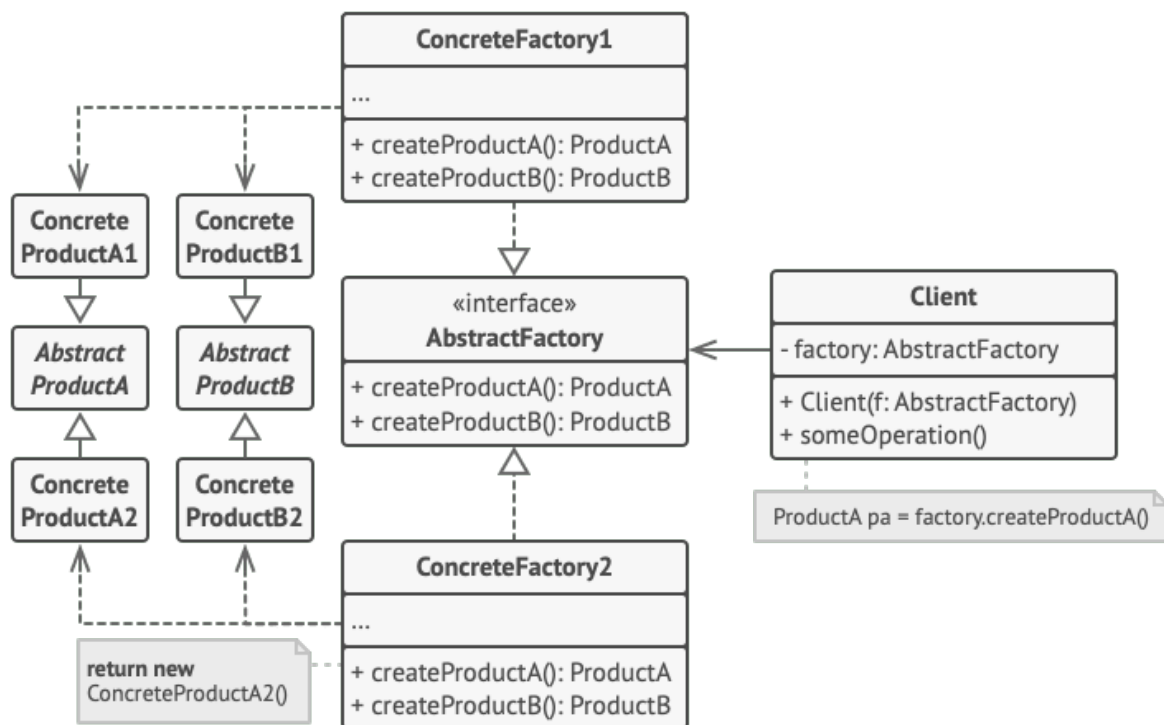 ConcreteFactory1
...
+ createProductA(): ProductA
+ createProductB(): ProductB
Concrete
ProductA1
Concrete
ProductB1
Abstract
ProductA
Abstract
ProductB
Concrete
ProductA2
Concrete
ProductB2
«interface»
AbstractFactory
+ createProductA(): ProductA
+ createProductB(): ProductB
Client
- factory: AbstractFactory
+ Client(f: AbstractFactory)
+ someOperation()
ProductA pa = factory.createProductA()
ConcreteFactory2
...
+ createProductA(): ProductA
+ createProductB(): ProductB
return new
ConcreteProductA2()